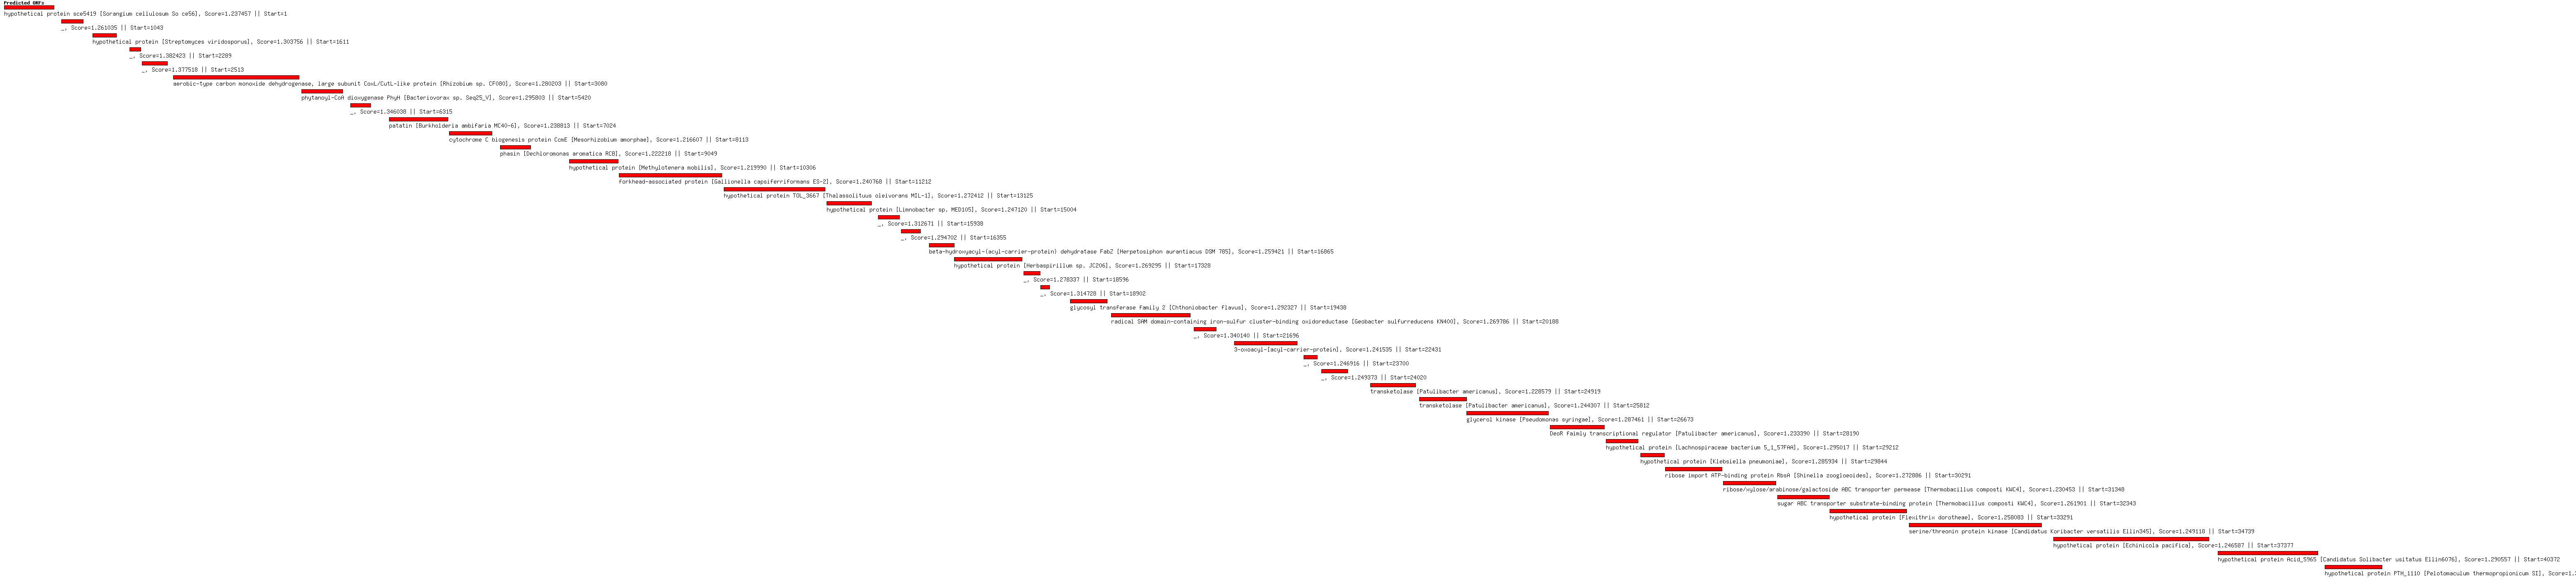 Predicted ORFs
hypothetical protein sce5419 [Sorangium cellulosum So ce56], Score=1.237457 || Start=1
_, Score=1.261035 || Start=1043
hypothetical protein [Streptomyces viridosporus], Score=1.303756 || Start=1611
_, Score=1.382423 || Start=2289
_, Score=1.377518 || Start=2513
aerobic-type carbon monoxide dehydrogenase, large subunit CoxL/CutL-like protein [Rhizobium sp. CF080], Score=1.280203 || Start=3080
phytanoyl-CoA dioxygenase PhyH [Bacteriovorax sp. Seq25_V], Score=1.295803 || Start=5420
_, Score=1.346038 || Start=6315
patatin [Burkholderia ambifaria MC40-6], Score=1.238813 || Start=7024
cytochrome C biogenesis protein CcmE [Mesorhizobium amorphae], Score=1.216607 || Start=8113
phasin [Dechloromonas aromatica RCB], Score=1.222218 || Start=9049
hypothetical protein [Methylotenera mobilis], Score=1.219990 || Start=10306
forkhead-associated protein [Gallionella capsiferriformans ES-2], Score=1.240768 || Start=11212
hypothetical protein TOL_3667 [Thalassolituus oleivorans MIL-1], Score=1.272412 || Start=13125
hypothetical protein [Limnobacter sp. MED105], Score=1.247120 || Start=15004
_, Score=1.312671 || Start=15938
_, Score=1.294702 || Start=16355
beta-hydroxyacyl-(acyl-carrier-protein) dehydratase FabZ [Herpetosiphon aurantiacus DSM 785], Score=1.259421 || Start=16865
hypothetical protein [Herbaspirillum sp. JC206], Score=1.269295 || Start=17328
_, Score=1.278337 || Start=18596
_, Score=1.314728 || Start=18902
glycosyl transferase family 2 [Chthoniobacter flavus], Score=1.292327 || Start=19438
radical SAM domain-containing iron-sulfur cluster-binding oxidoreductase [Geobacter sulfurreducens KN400], Score=1.269786 || Start=20188
_, Score=1.340140 || Start=21696
3-oxoacyl-[acyl-carrier-protein], Score=1.241535 || Start=22431
_, Score=1.246916 || Start=23700
_, Score=1.249373 || Start=24020
transketolase [Patulibacter americanus], Score=1.228579 || Start=24919
transketolase [Patulibacter americanus], Score=1.244307 || Start=25812
glycerol kinase [Pseudomonas syringae], Score=1.287461 || Start=26673
DeoR faimly transcriptional regulator [Patulibacter americanus], Score=1.233390 || Start=28190
hypothetical protein [Lachnospiraceae bacterium 5_1_57FAA], Score=1.295017 || Start=29212
hypothetical protein [Klebsiella pneumoniae], Score=1.285934 || Start=29844
ribose import ATP-binding protein RbsA [Shinella zoogloeoides], Score=1.272886 || Start=30291
ribose/xylose/arabinose/galactoside ABC transporter permease [Thermobacillus composti KWC4], Score=1.230453 || Start=31348
sugar ABC transporter substrate-binding protein [Thermobacillus composti KWC4], Score=1.261901 || Start=32343
hypothetical protein [Flexithrix dorotheae], Score=1.258083 || Start=33291
serine/threonin protein kinase [Candidatus Koribacter versatilis Ellin345], Score=1.249118 || Start=34739
hypothetical protein [Echinicola pacifica], Score=1.246587 || Start=37377
hypothetical protein Acid_5965 [Candidatus Solibacter usitatus Ellin6076], Score=1.290557 || Start=40372
hypothetical protein PTH_1110 [Pelotomaculum thermopropionicum SI], Score=1.